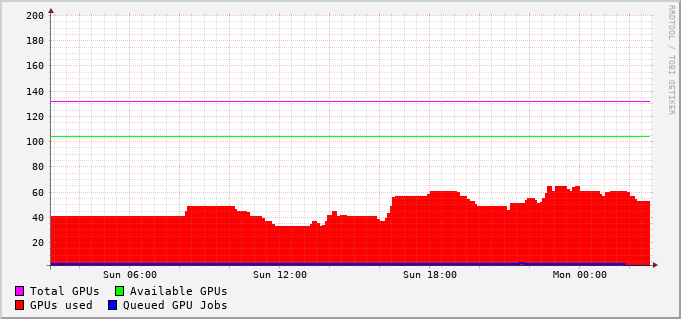 200
180
160
140
120
100
80
60
40
20
Sun 06:00 Sun 12:00 Sun 18:00 Mon 00:00
Total GPUs Available GPUs
GPUs used Queued GPU Jobs
RRDTOOL / TOBI OETIKER